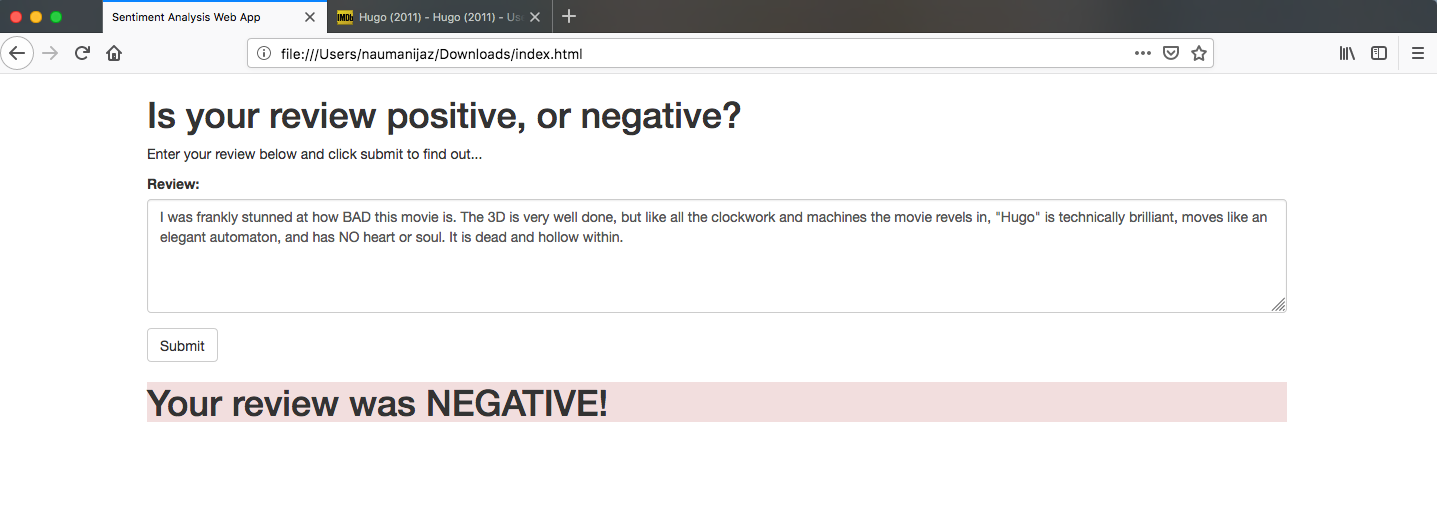 Sentiment Analysis Web App
IMDb Hugo (2011) - Hugo (2011) - Us
file:///Users/naumanijaz/Downloads/index.html
Is your review positive, or negative?
Enter your review below and click submit to find out...
Review:
I was frankly stunned at how BAD this movie is. The 3D is very well done, but like all the clockwork and machines the movie revels in, "Hugo" is technically brilliant, moves like an
elegant automaton, and has NO heart or soul. It is dead and hollow within.
Submit
Your review was NEGATIVE!